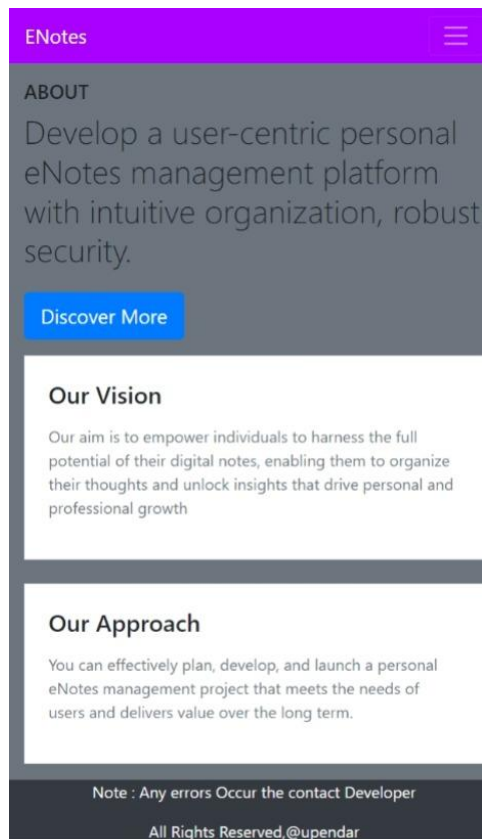 ENotes
ABOUT
Develop a user-centric personal
eNotes management platform
with intuitive organization, robust
security.
Discover More
Our Vision
Our aim is to empower individuals to harness the full
potential of their digital notes, enabling them to organize
their thoughts and unlock insights that drive personal and
professional growth
Our Approach
You can effectively plan, develop, and launch a personal
eNotes management project that meets the needs of
users and delivers value over the long term.
Note : Any errors Occur the contact Developer
All Rights Reserved,@upendar